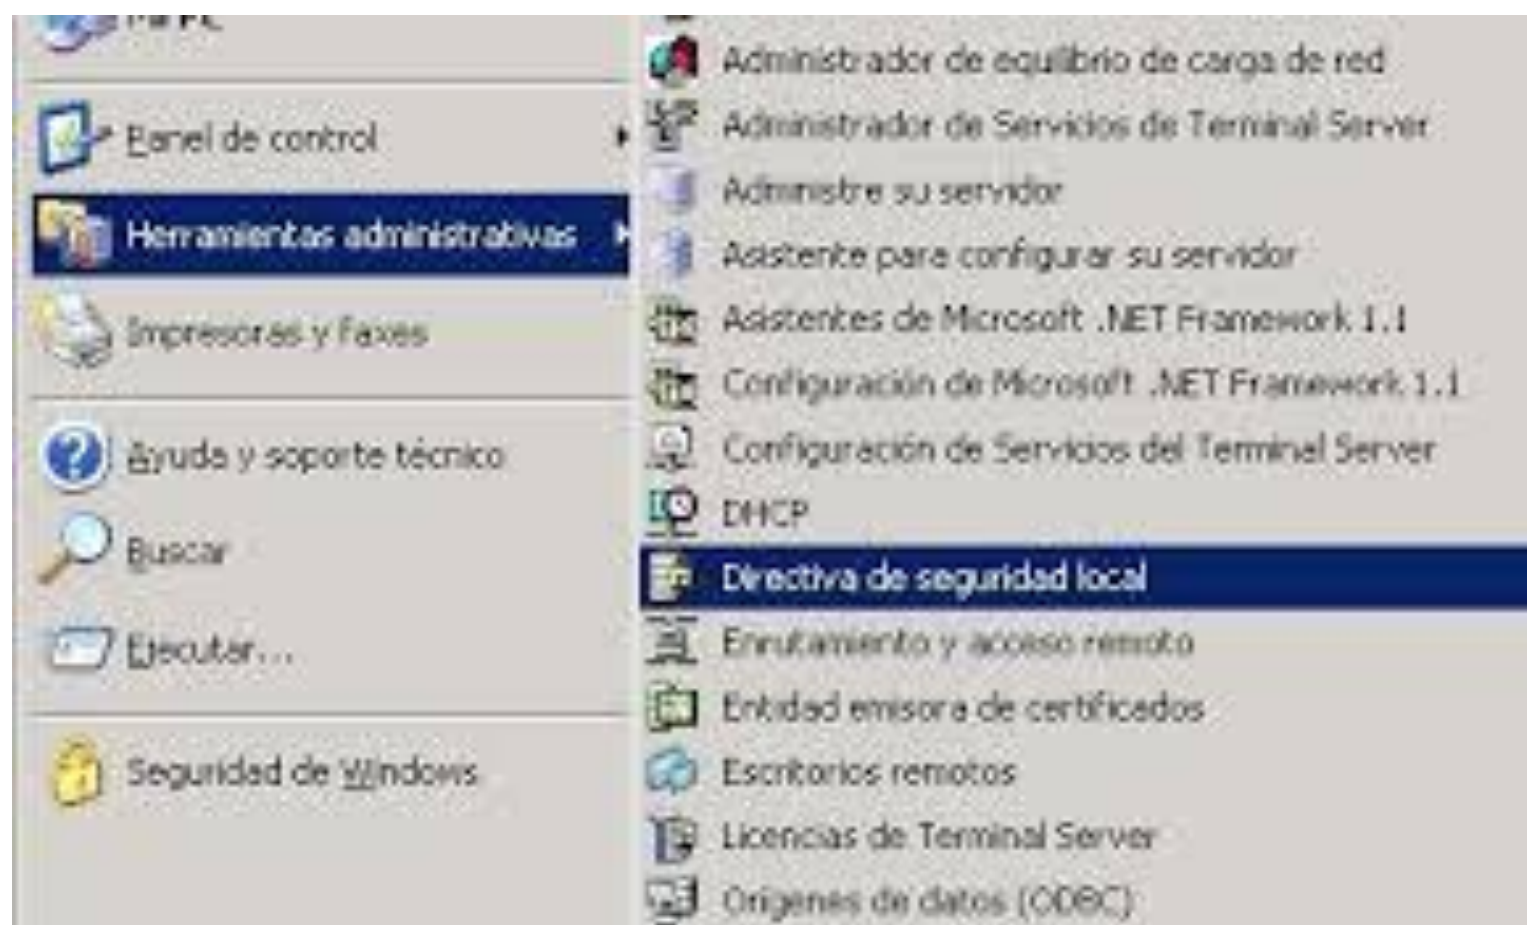 Mi PC
Panel de control
Herramientas administrativas
Impresoras y faxes
Ayuda y soporte técnico
Buscar
Ejecutar...
Seguridad de Windows
Administrador de equilibrio de carga de red
Administrador de Servicios de Terminal Server
Administre su servidor
Asistente para configurar su servidor
Asistentes de Microsoft .NET Framework 1.1
Configuración de Microsoft .NET Framework 1.1
Configuración de Servicios del Terminal Server
DHCP
Directiva de seguridad local
Enrutamiento y acceso remoto
Entidad emisora de certificados
Escritorios remotos
Licencias de Terminal Server
Orígenes de datos (ODBC)